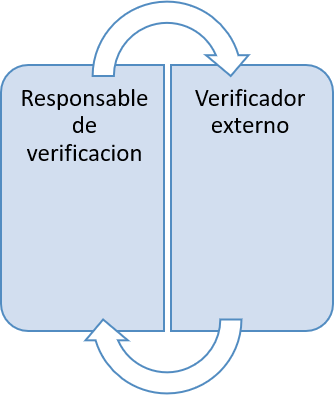 Responsable
de
verificacion
Verificador
externo